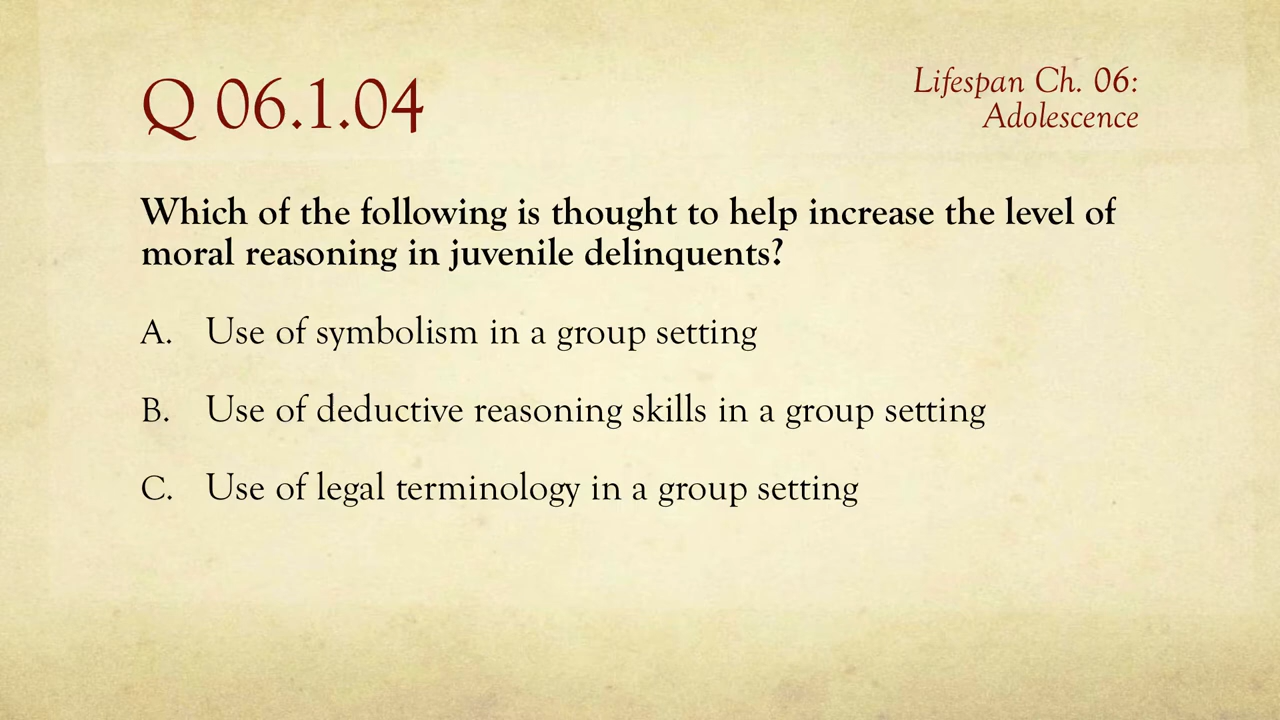 Q 06.1.04
Lifespan Ch. 06:
Adolescence
Which of the following is thought to help increase the level of
moral reasoning in juvenile delinquents?
A. Use of symbolism in a group setting
B. Use of deductive reasoning skills in a group setting
C. Use of legal terminology in a group setting